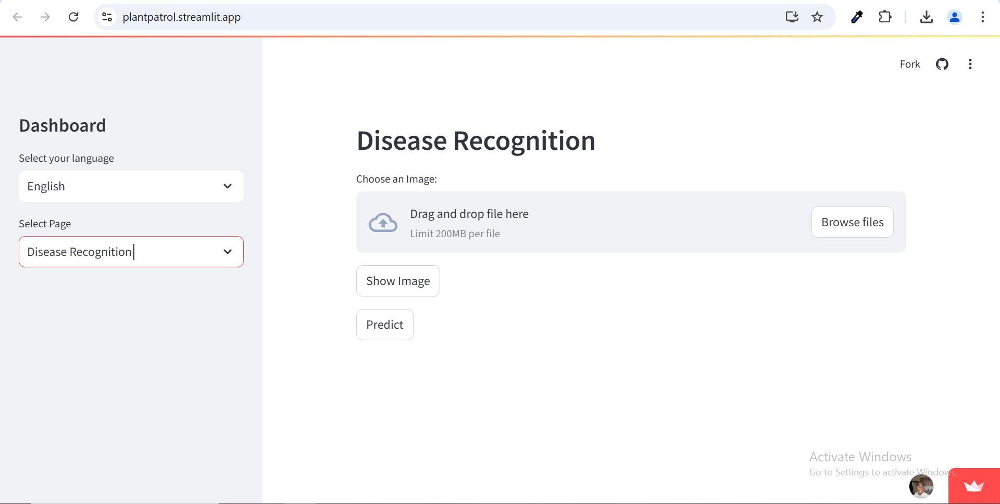 plantpatrol.streamlit.app
Fork
Dashboard
Select your language
English
Select Page
Disease Recognition
Disease Recognition
Choose an Image:
Drag and drop file here
Limit 200MB per file
Browse files
Show Image
Predict
Activate Windows
Go to Settings to activate Windows.